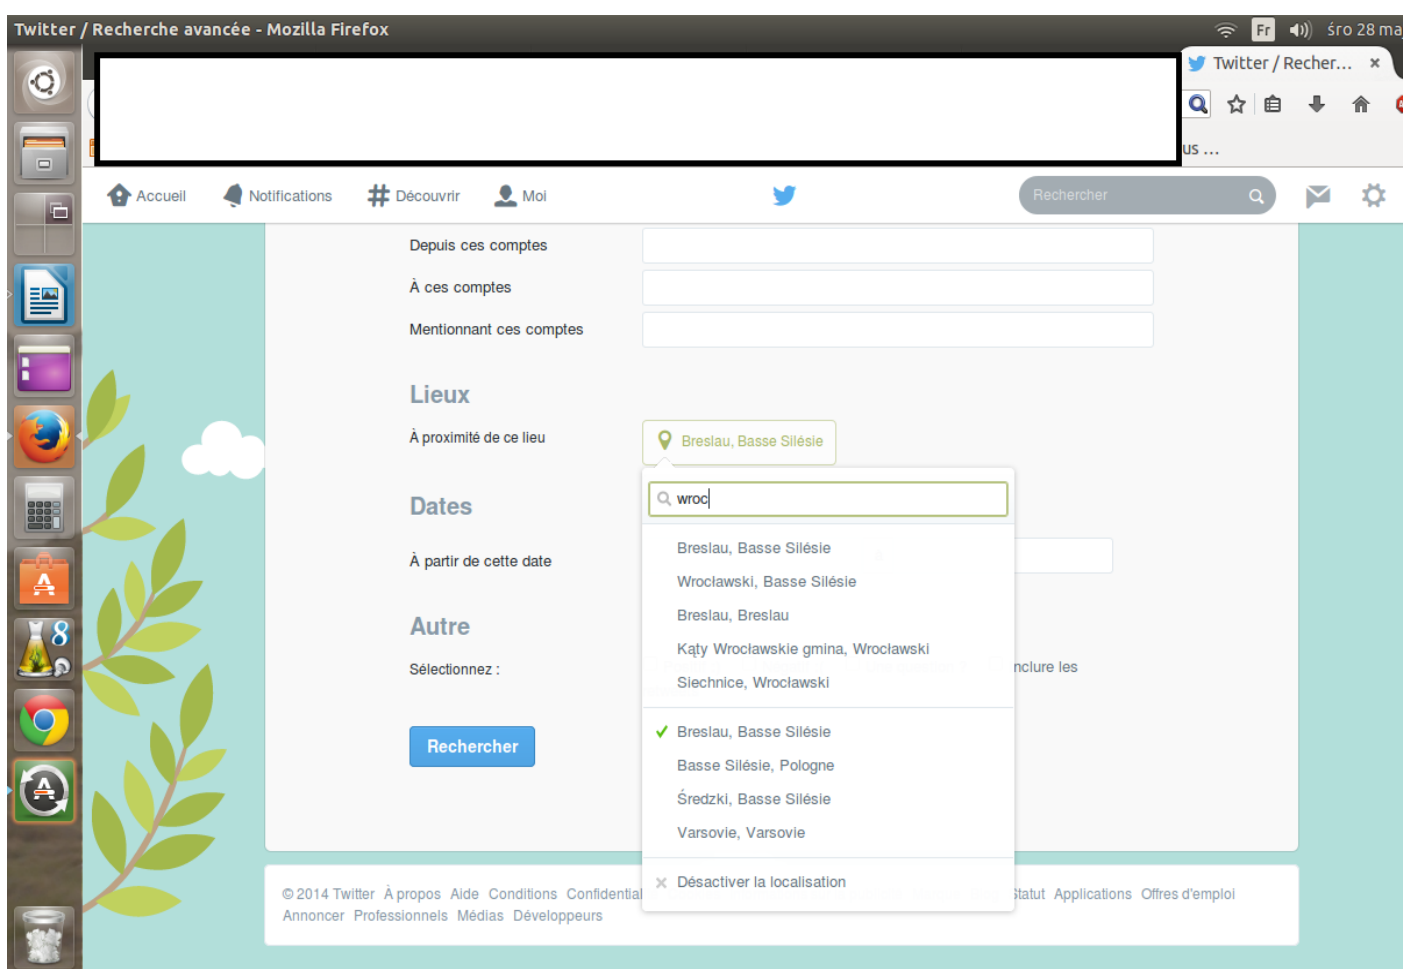 Twitter / Recherche avancée - Mozilla Firefox
Fr
śro 28 maj
Twitter / Recher... ×
us ...
Accueil
Notifications
Découvrir
Moi
Rechercher
Depuis ces comptes
À ces comptes
Mentionnant ces comptes
Lieux
À proximité de ce lieu
Breslau, Basse Silésie
wroc
Dates
Breslau, Basse Silésie
À partir de cette date
Wrocławski, Basse Silésie
Breslau, Breslau
Autre
Kąty Wrocławskie gmina, Wrocławski
Sélectionnez :
nclure les
Siechnice, Wrocławski
Breslau, Basse Silésie
Rechercher
Basse Silésie, Pologne
Średzki, Basse Silésie
Varsovie, Varsovie
Désactiver la localisation
© 2014 Twitter À propos Aide Conditions Confidential
Statut Applications Offres d'emploi
Annoncer Professionnels Médias Développeurs
8